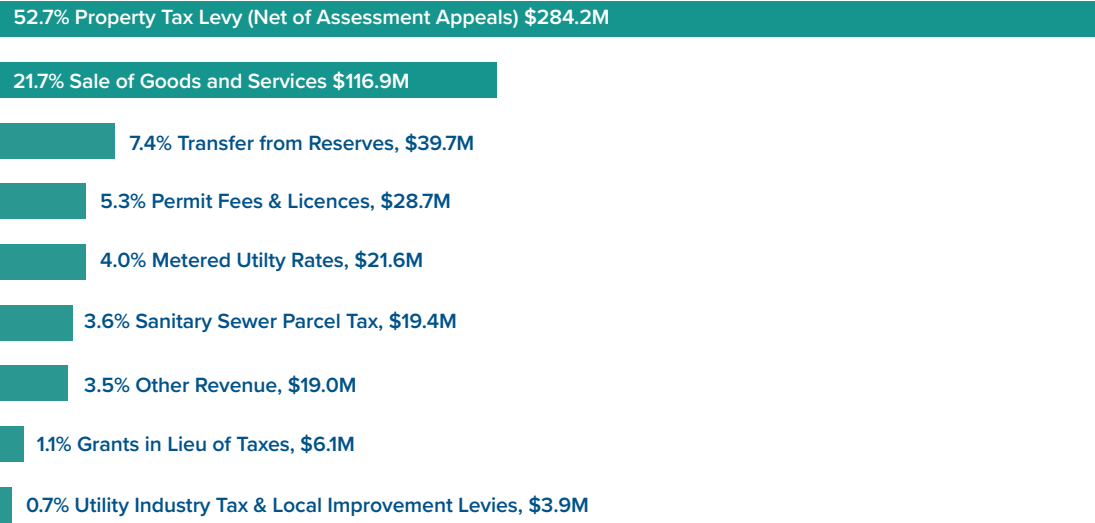 52.7% Property Tax Levy (Net of Assessment Appeals) $284.2M
21.7% Sale of Goods and Services $116.9M
7.4% Transfer from Reserves, $39.7M
5.3% Permit Fees & Licences, $28.7M
4.0% Metered Utilty Rates, $21.6M
3.6% Sanitary Sewer Parcel Tax, $19.4M
3.5% Other Revenue, $19.0M
1.1% Grants in Lieu of Taxes, $6.1M
0.7% Utility Industry Tax & Local Improvement Levies, $3.9M